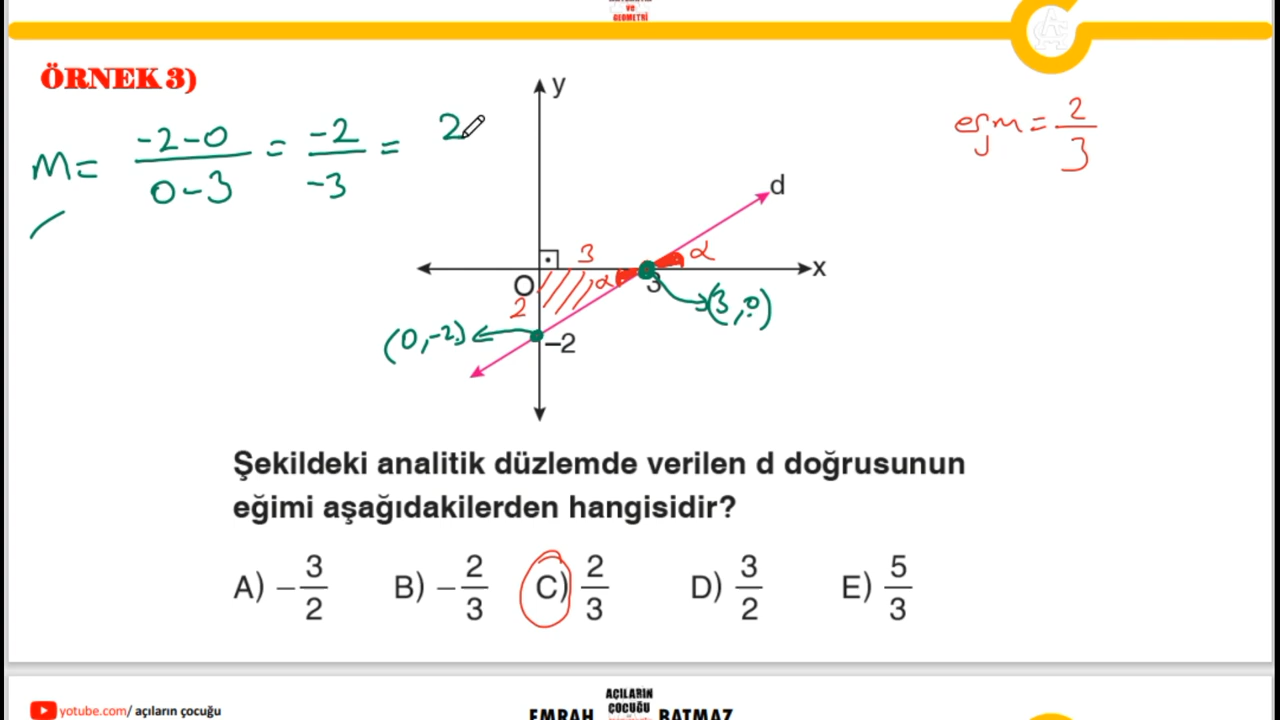 ve
GEOMETRİ
ÖRNEK 3)
M= -2-0 / 0-3 = -2 / -3 = 2
eğm = 2 / 3
y
d
x
3
α
α
O
2
3
(3,0)
(0,-2)
–2
Şekildeki analitik düzlemde verilen d doğrusunun
eğimi aşağıdakilerden hangisidir?
A) – 3/2 B) – 2/3 C) 2/3 D) 3/2 E) 5/3
yotube.com/ açıların çocuğu
AÇILARIN
ÇOCUĞU
EMRAH BATMAZ